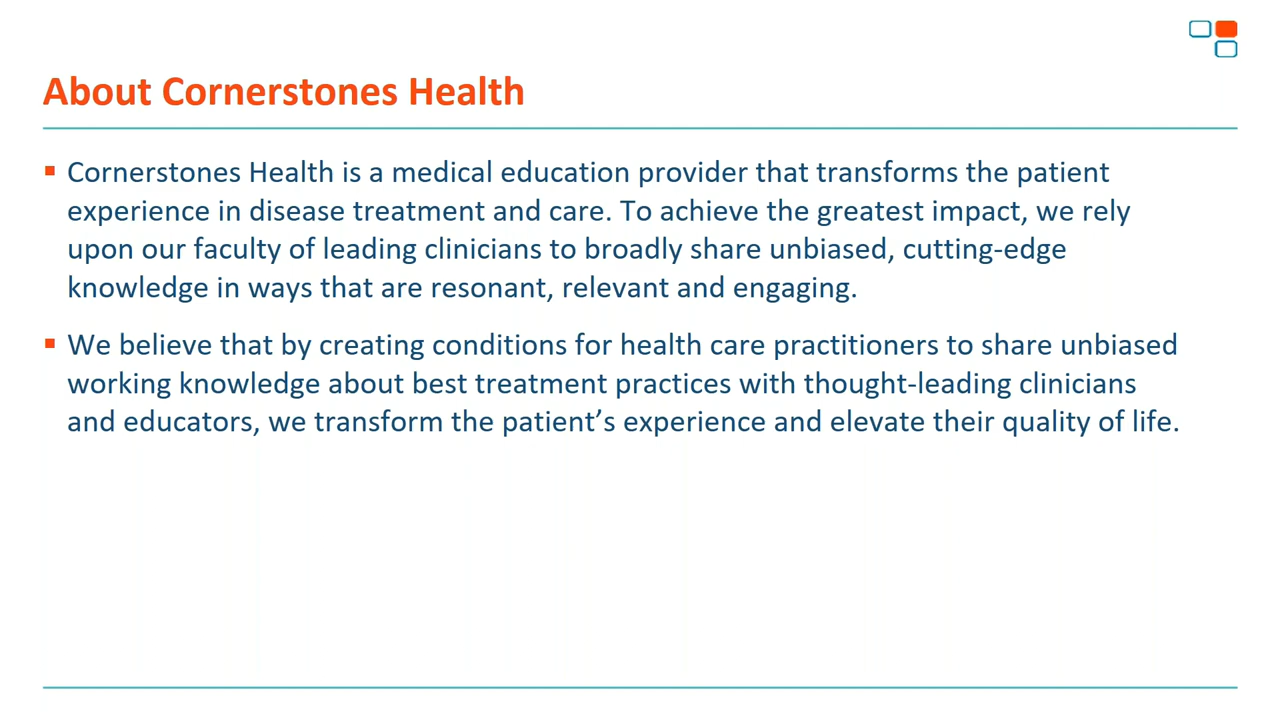 About Cornerstones Health
Cornerstones Health is a medical education provider that transforms the patient
experience in disease treatment and care. To achieve the greatest impact, we rely
upon our faculty of leading clinicians to broadly share unbiased, cutting-edge
knowledge in ways that are resonant, relevant and engaging.
We believe that by creating conditions for health care practitioners to share unbiased
working knowledge about best treatment practices with thought-leading clinicians
and educators, we transform the patient’s experience and elevate their quality of life.